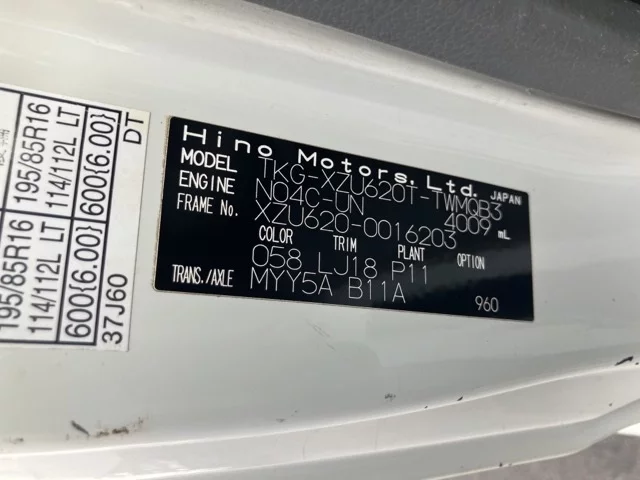 Hino Motors, Ltd. JAPAN
MODEL TKG-XZU620T-TWMQB3
ENGINE N04C-UN 4009 mL
FRAME No. XZU620-0016203
COLOR TRIM PLANT OPTION
058 LJ18 P11
TRANS./AXLE MYY5A B11A
960
195/85R16 195/85R16
114/112L LT 114/112L LT
600{6.00} 600{6.00}
37J60 DT